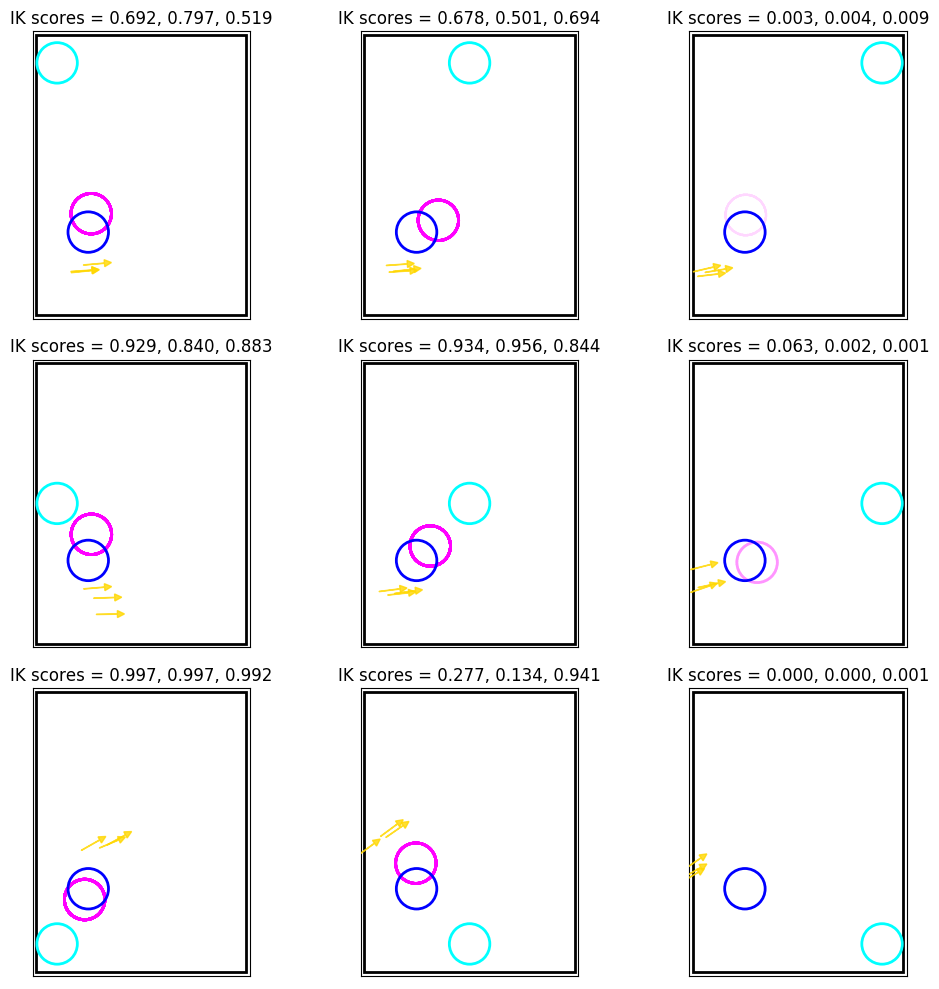 IK scores = 0.692, 0.797, 0.519
IK scores = 0.678, 0.501, 0.694
IK scores = 0.003, 0.004, 0.009
IK scores = 0.929, 0.840, 0.883
IK scores = 0.934, 0.956, 0.844
IK scores = 0.063, 0.002, 0.001
IK scores = 0.997, 0.997, 0.992
IK scores = 0.277, 0.134, 0.941
IK scores = 0.000, 0.000, 0.001